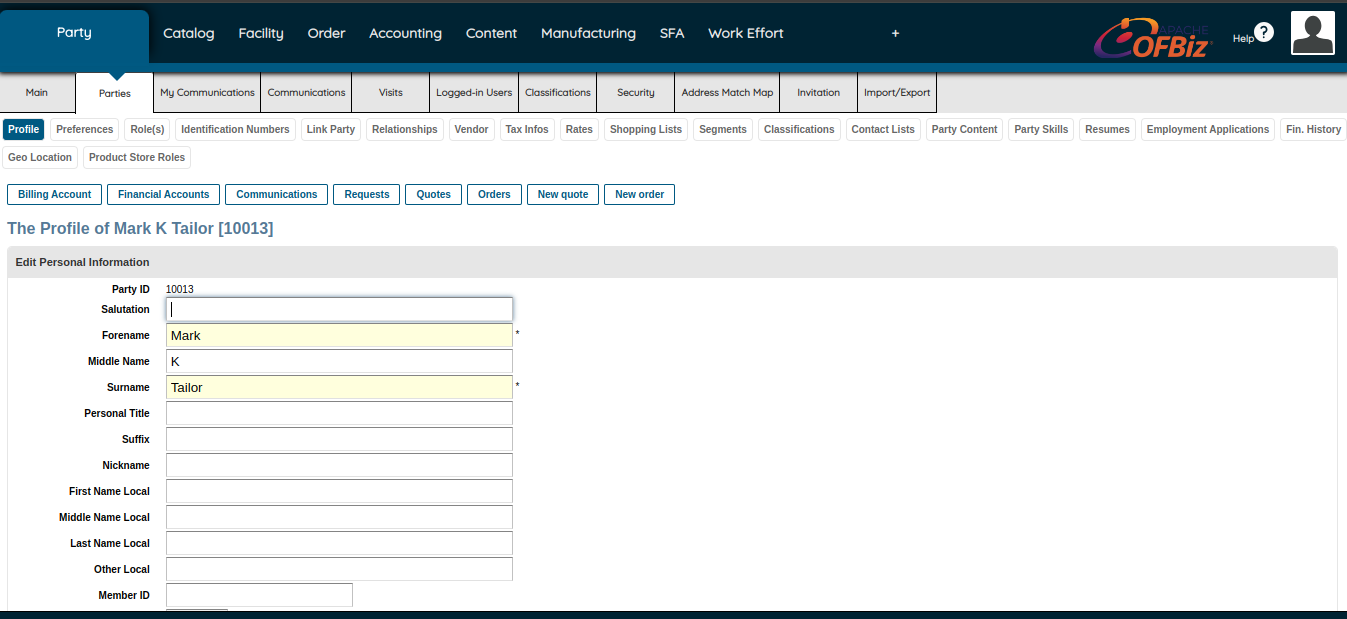 Party Catalog Facility Order Accounting Content Manufacturing SFA Work Effort + APACHE OFBiz Help ?
Main Parties My Communications Communications Visits Logged-in Users Classifications Security Address Match Map Invitation Import/Export
Profile Preferences Role(s) Identification Numbers Link Party Relationships Vendor Tax Infos Rates Shopping Lists Segments Classifications Contact Lists Party Content Party Skills Resumes Employment Applications Fin. History
Geo Location Product Store Roles
Billing Account Financial Accounts Communications Requests Quotes Orders New quote New order
The Profile of Mark K Tailor [10013]
Edit Personal Information
Party ID 10013
Salutation
Forename Mark *
Middle Name K
Surname Tailor *
Personal Title
Suffix
Nickname
First Name Local
Middle Name Local
Last Name Local
Other Local
Member ID